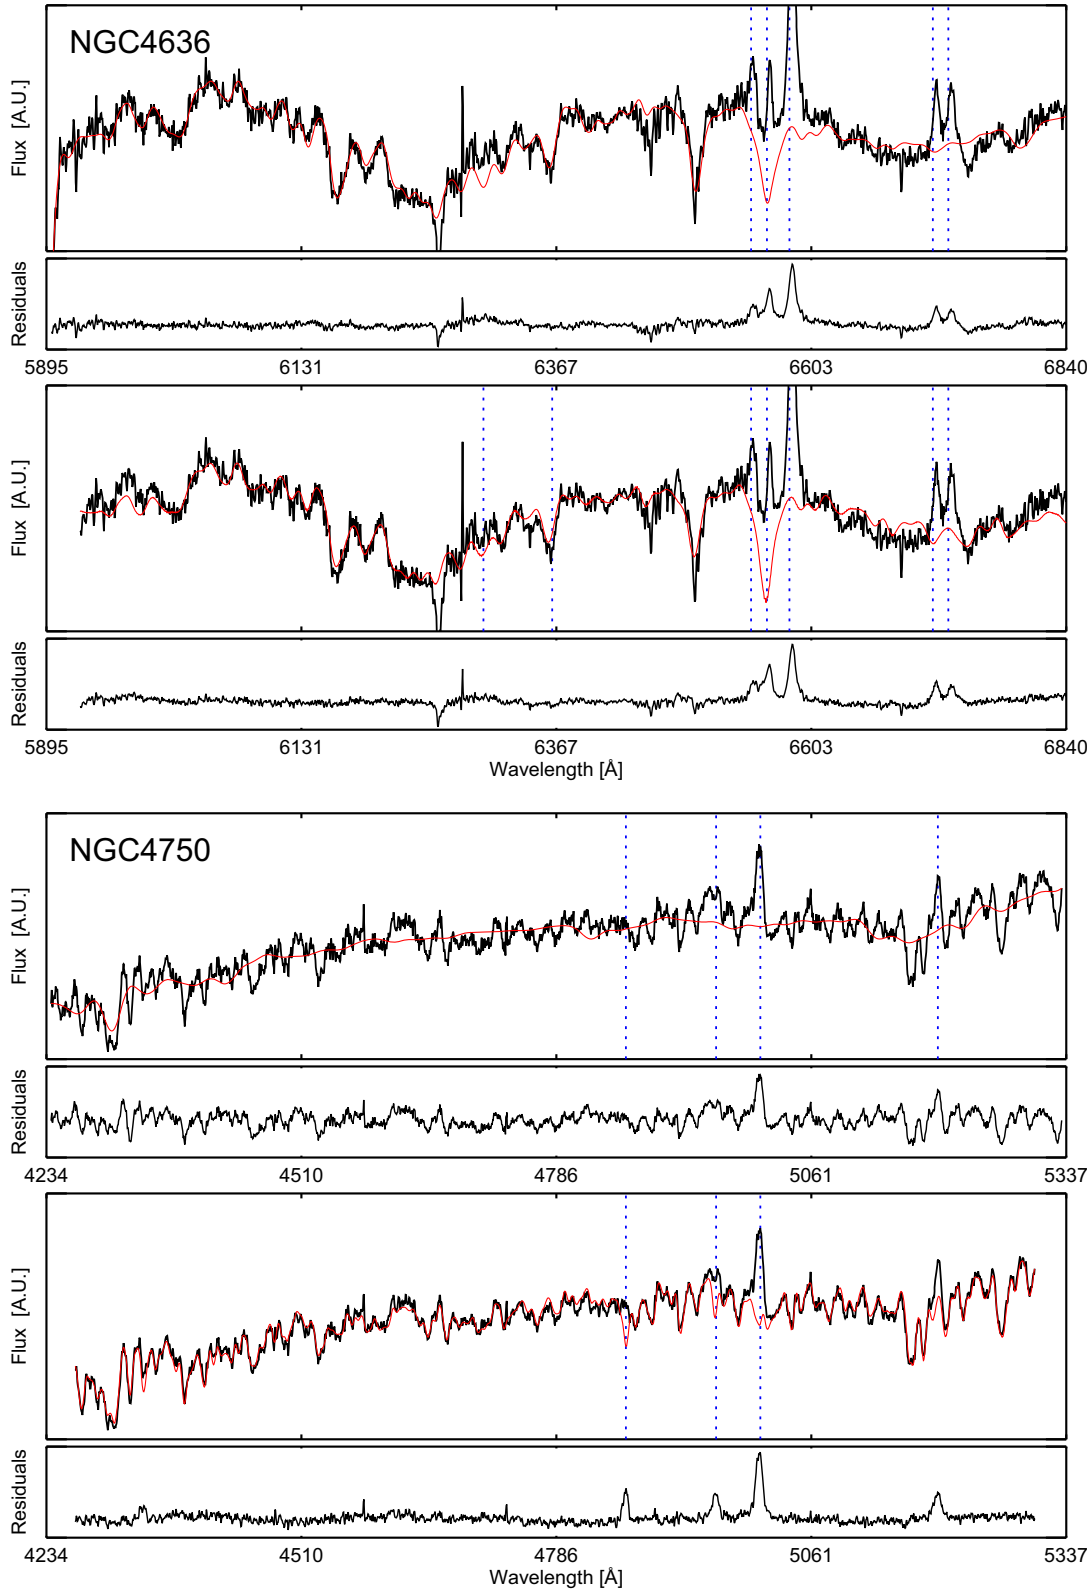 NGC4636
Flux [A.U.]
Residuals
5895 6131 6367 6603 6840
Flux [A.U.]
Residuals
5895 6131 6367 6603 6840
Wavelength [Å]
NGC4750
Flux [A.U.]
Residuals
4234 4510 4786 5061 5337
Flux [A.U.]
Residuals
4234 4510 4786 5061 5337
Wavelength [Å]